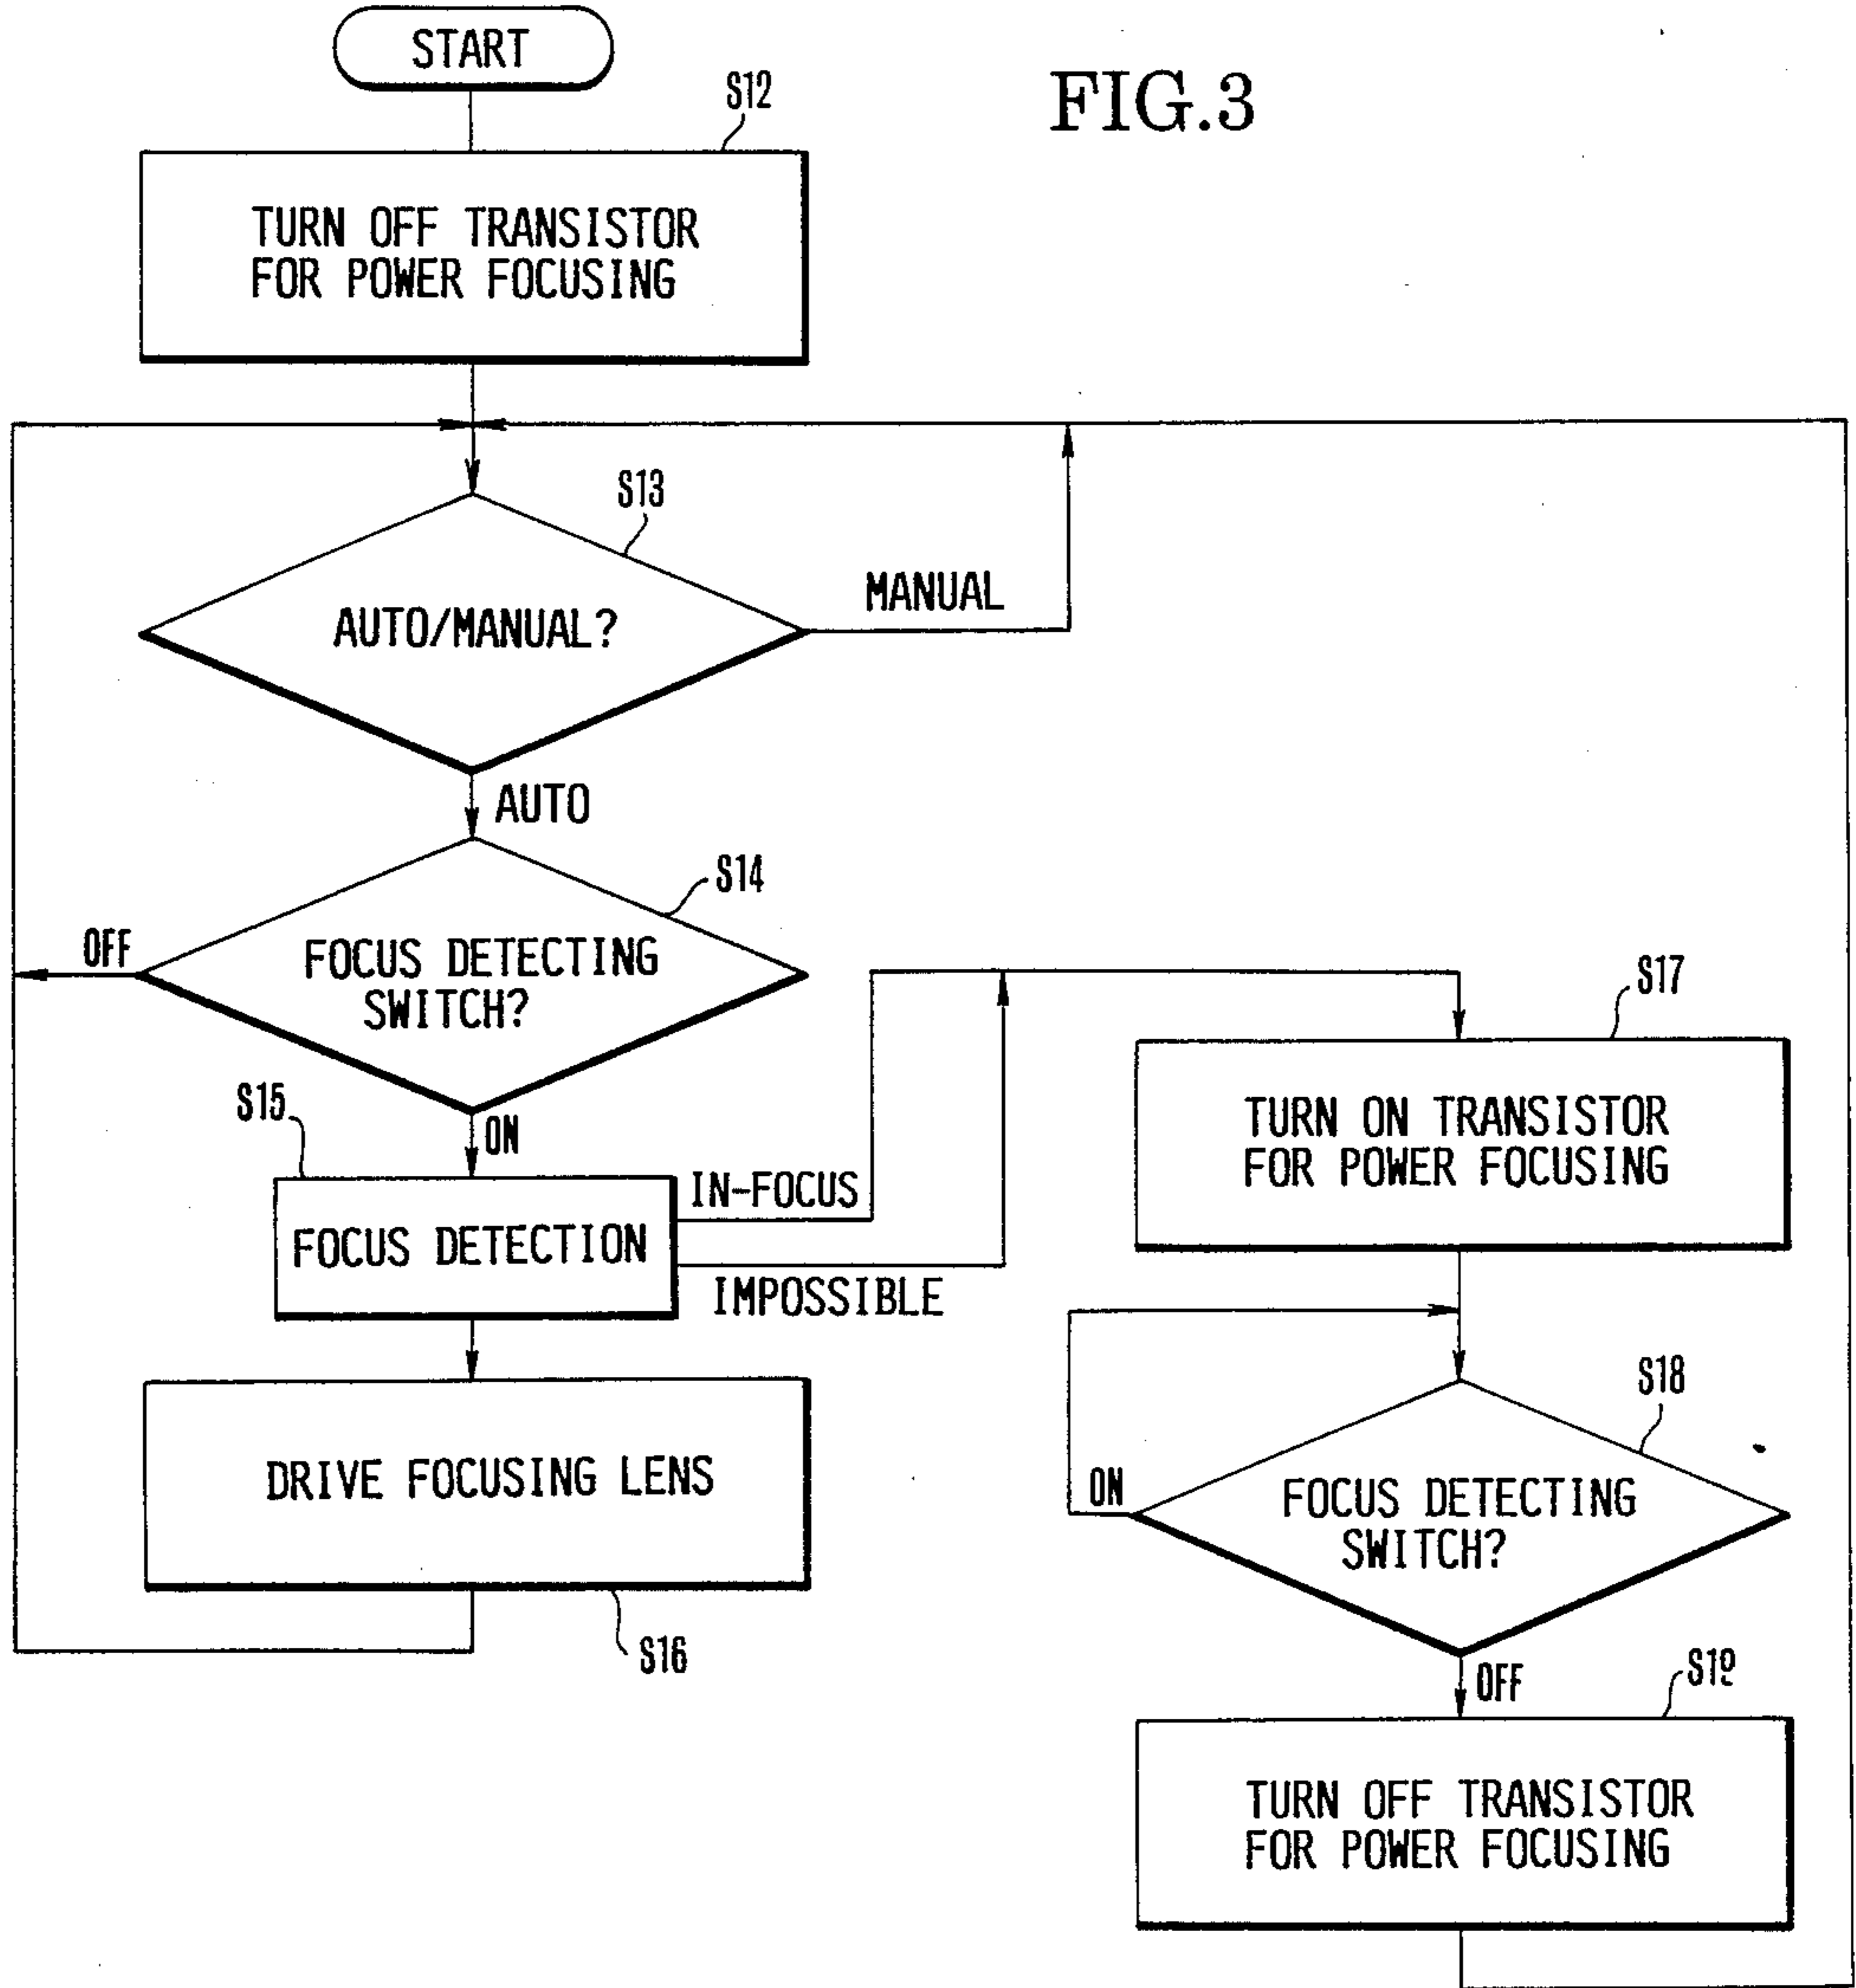 START
FIG.3
S12
TURN OFF TRANSISTOR
FOR POWER FOCUSING
S13
AUTO/MANUAL?
MANUAL
AUTO
S14
OFF
FOCUS DETECTING
SWITCH?
ON
S15
FOCUS DETECTION
IN-FOCUS
IMPOSSIBLE
DRIVE FOCUSING LENS
S16
S17
TURN ON TRANSISTOR
FOR POWER FOCUSING
S18
ON
FOCUS DETECTING
SWITCH?
OFF
S19
TURN OFF TRANSISTOR
FOR POWER FOCUSING